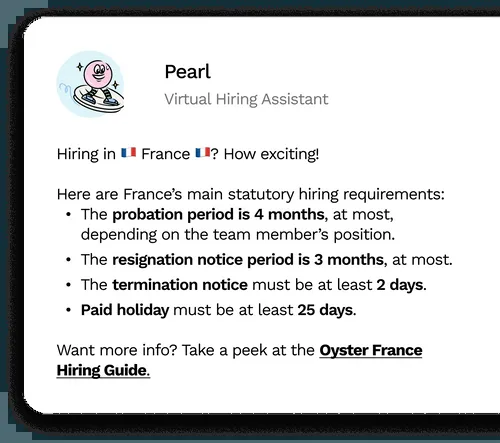 Pearl
Virtual Hiring Assistant
Hiring in 🇫🇷 France 🇫🇷? How exciting!
Here are France’s main statutory hiring requirements:
• The probation period is 4 months, at most,
depending on the team member’s position.
• The resignation notice period is 3 months, at most.
• The termination notice must be at least 2 days.
• Paid holiday must be at least 25 days.
Want more info? Take a peek at the Oyster France
Hiring Guide.